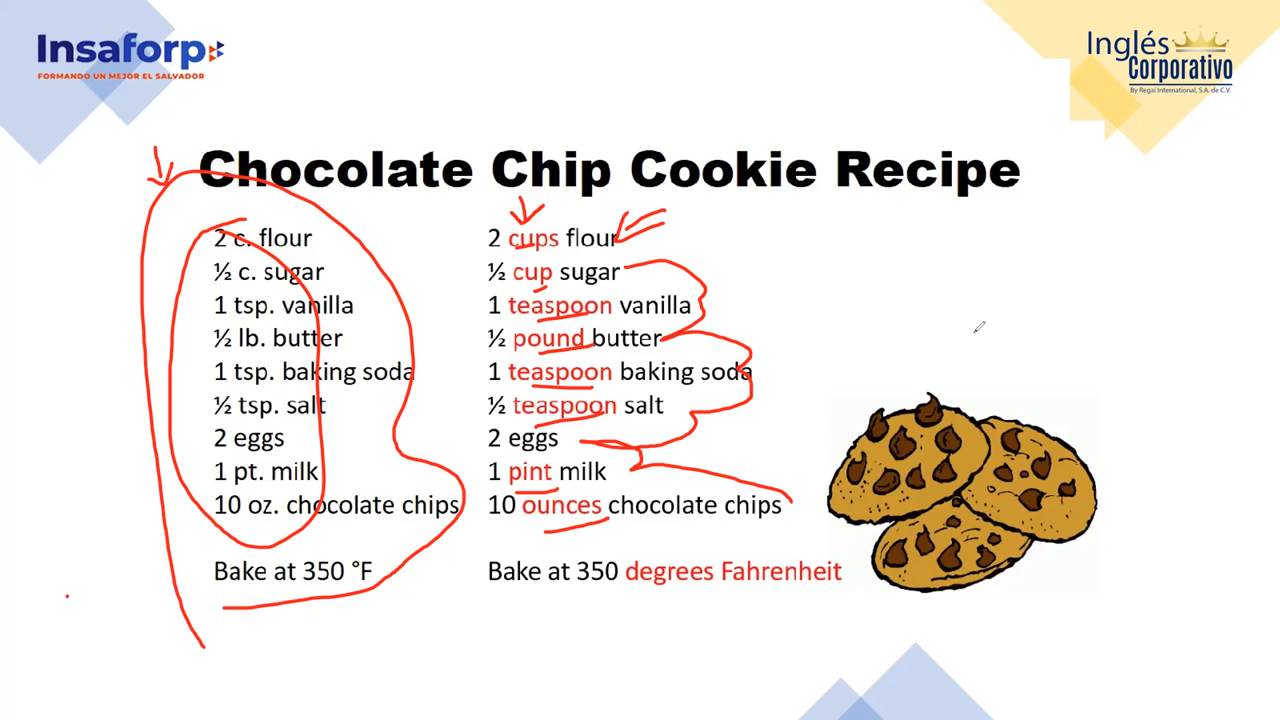 Insaforp
FORMANDO UN MEJOR EL SALVADOR
Inglés
Corporativo
By Regal International, S.A. de C.V.
Chocolate Chip Cookie Recipe
2 c. flour
½ c. sugar
1 tsp. vanilla
½ lb. butter
1 tsp. baking soda
½ tsp. salt
2 eggs
1 pt. milk
10 oz. chocolate chips
Bake at 350 °F
2 cups flour
½ cup sugar
1 teaspoon vanilla
½ pound butter
1 teaspoon baking soda
½ teaspoon salt
2 eggs
1 pint milk
10 ounces chocolate chips
Bake at 350 degrees Fahrenheit